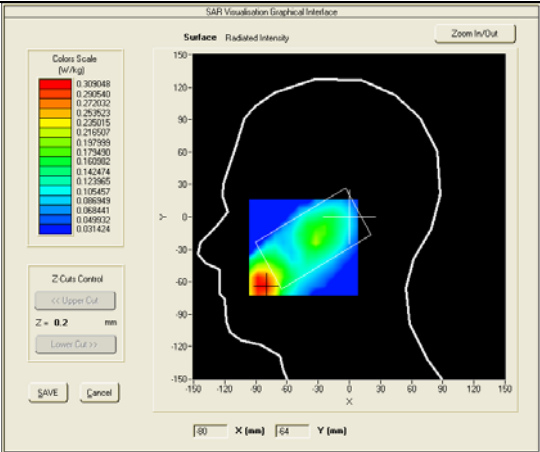 SAR Visualisation Graphical Interface
Surface Radiated Intensity
Zoom In/Out
Colors Scale
(W/kg)
0.309048
0.290540
0.272032
0.253523
0.235015
0.216507
0.197999
0.179490
0.160982
0.142474
0.123965
0.105457
0.086949
0.068441
0.049932
0.031424
Z-Cuts Control
<< Upper Cut
Z = 0.2 mm
Lower Cut >>
SAVE Cancel
150
120
90
60
30
0
-30
-60
-90
-120
-150
Y
-150 -120 -90 -60 -30 0 30 60 90 120 150
X
-80 X (mm) -64 Y (mm)